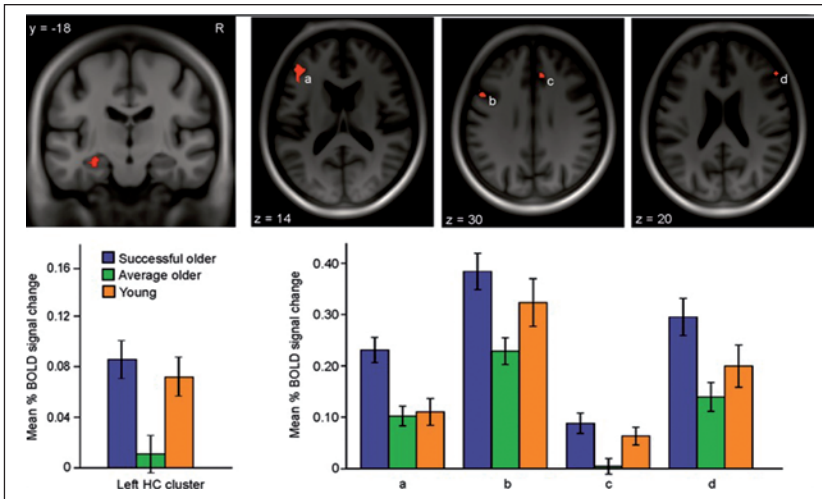 y = -18
R
a
z = 14
b
c
z = 30
d
z = 20
Mean % BOLD signal change
0.16
0.12
0.08
0.04
0
Successful older
Average older
Young
Left HC cluster
Mean % BOLD signal change
0.40
0.30
0.20
0.10
0
a
b
c
d